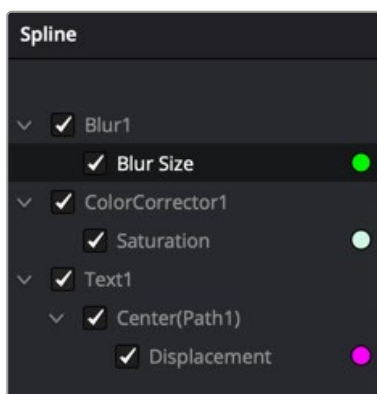 Spline
Blur1
Blur Size
ColorCorrector1
Saturation
Text1
Center(Path1)
Displacement